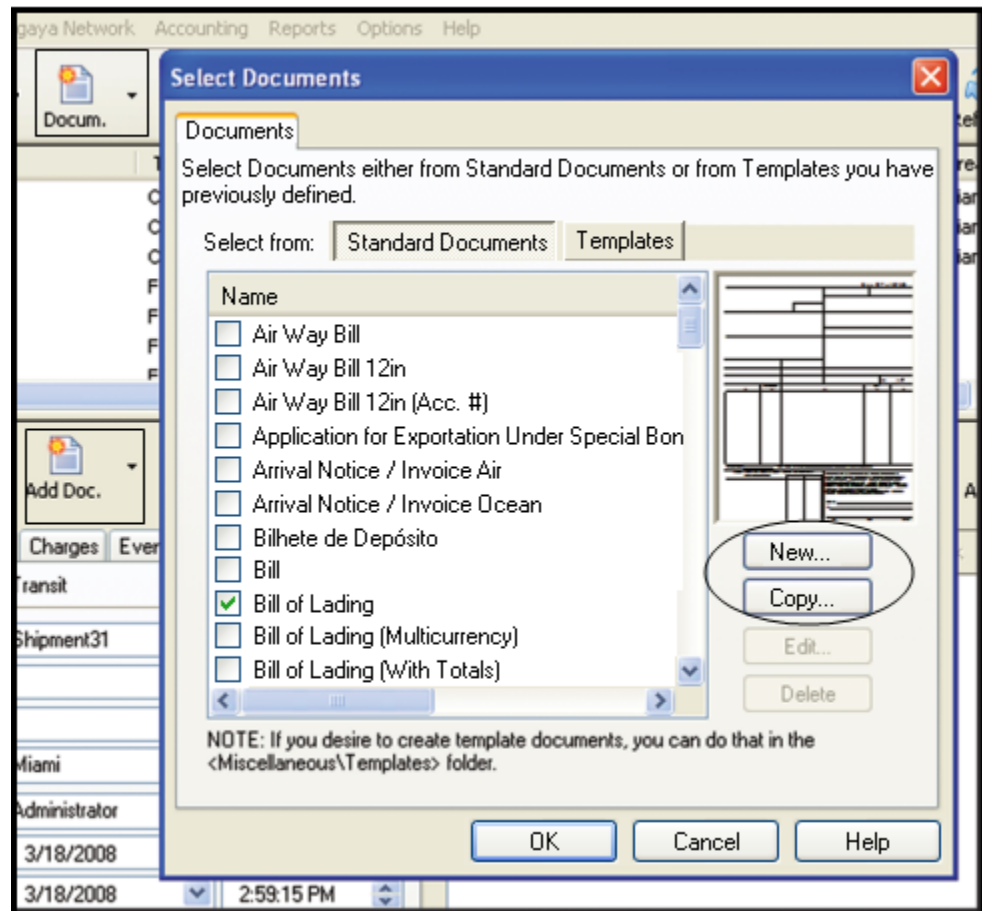 gaya Network Accounting Reports Options Help
Docum.
Select Documents
Documents
Select Documents either from Standard Documents or from Templates you have
previously defined.
Select from: Standard Documents Templates
Name
Air Way Bill
Air Way Bill 12in
Air Way Bill 12in (Acc. #)
Application for Exportation Under Special Bon
Arrival Notice / Invoice Air
Arrival Notice / Invoice Ocean
Bilhete de Depósito
Bill
Bill of Lading
Bill of Lading (Multicurrency)
Bill of Lading (With Totals)
New...
Copy...
Edit...
Delete
NOTE: If you desire to create template documents, you can do that in the
<Miscellaneous\Templates> folder.
OK Cancel Help
Add Doc.
Charges Ever
Transit
Shipment31
Miami
Administrator
3/18/2008
3/18/2008 2:59:15 PM